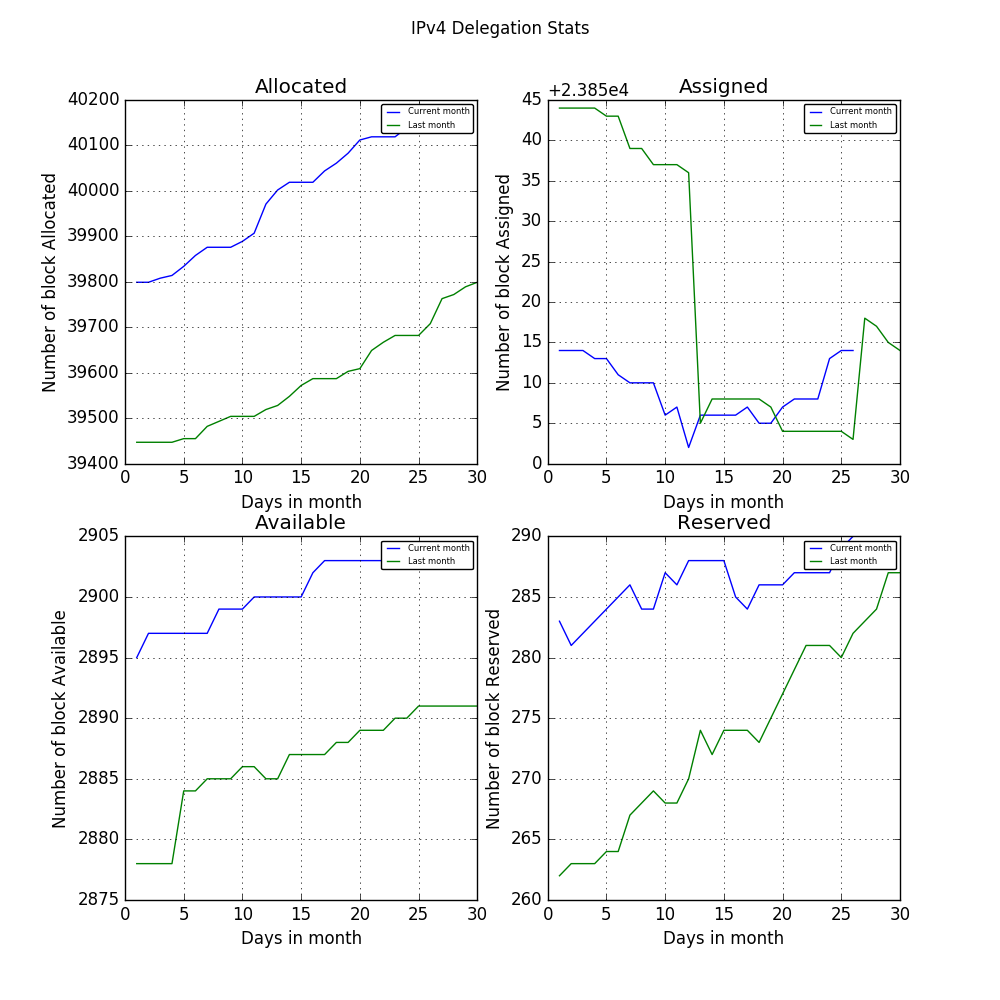 IPv4 Delegation Stats
Allocated
Number of block Allocated
40200
40100
40000
39900
39800
39700
39600
39500
39400
0 5 10 15 20 25 30
Days in month
Current month
Last month
Assigned
+2.385e4
Number of block Assigned
45
40
35
30
25
20
15
10
5
0
0 5 10 15 20 25 30
Days in month
Current month
Last month
Available
Number of block Available
2905
2900
2895
2890
2885
2880
2875
0 5 10 15 20 25 30
Days in month
Current month
Last month
Reserved
Number of block Reserved
290
285
280
275
270
265
260
0 5 10 15 20 25 30
Days in month
Current month
Last month